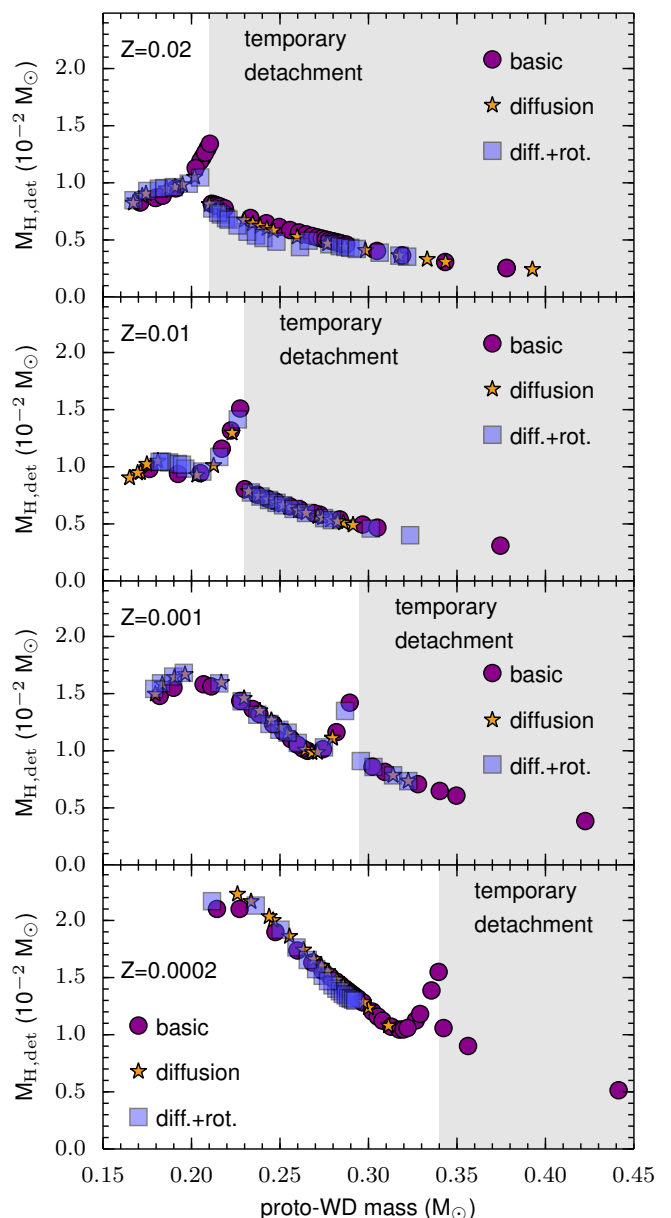 Z=0.02
temporary
detachment
basic
diffusion
diff.+rot.
M_H,det (10^−2 M_⊙)
2.0
1.5
1.0
0.5
0.0
Z=0.01
temporary
detachment
basic
diffusion
diff.+rot.
M_H,det (10^−2 M_⊙)
2.0
1.5
1.0
0.5
0.0
Z=0.001
temporary
detachment
basic
diffusion
diff.+rot.
M_H,det (10^−2 M_⊙)
2.0
1.5
1.0
0.5
0.0
temporary
detachment
Z=0.0002
basic
diffusion
diff.+rot.
M_H,det (10^−2 M_⊙)
2.0
1.5
1.0
0.5
0.0
0.15 0.20 0.25 0.30 0.35 0.40 0.45
proto-WD mass (M_⊙)